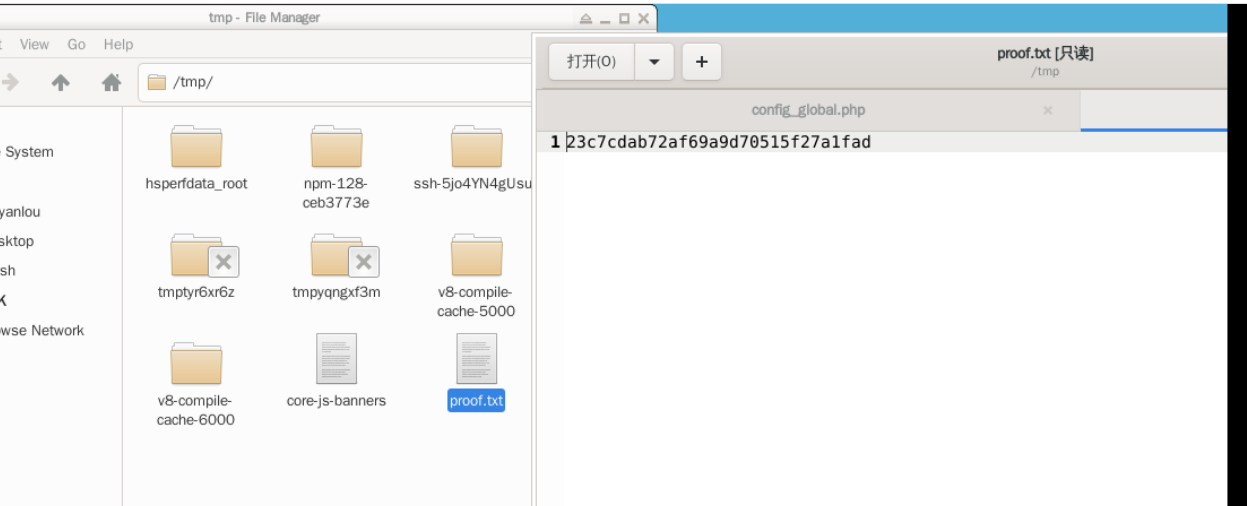 tmp - File Manager
View Go Help
/tmp/
System
yanlou
sktop
sh
wse Network
hsperfdata_root
npm-128-
ceb3773e
ssh-5jo4YN4gUsu
tmptyr6xr6z
tmpyqngxf3m
v8-compile-
cache-5000
v8-compile-
cache-6000
core-js-banners
proof.txt
打开(O)
+
proof.txt [只读]
/tmp
config_global.php
1 23c7cdab72af69a9d70515f27a1fad